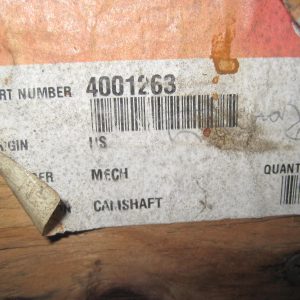 RT NUMBER 4001263
IGIN US
ER MECH
N CAMSHAFT
QUANT